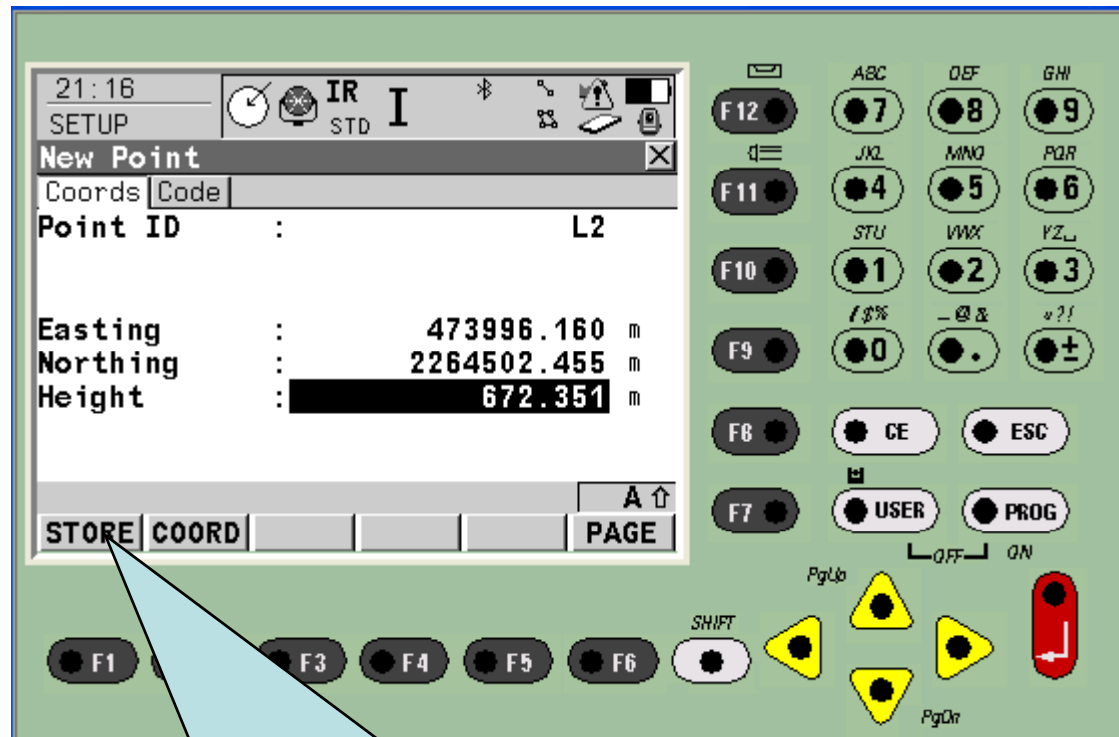 21:16
SETUP
IR
STD
I
New Point
Coords Code
Point ID : L2
Easting : 473996.160 m
Northing : 2264502.455 m
Height : 672.351 m
A
STORE COORD PAGE
F12
ABC DEF GHI
7 8 9
F11
JKL MNO PQR
4 5 6
F10
STU VWX YZ
1 2 3
F9
/$% _@& *?!
0 . ±
F8 CE ESC
F7 USER PROG
OFF ON
PgUp
SHIFT
F1 F3 F4 F5 F6
PgDn